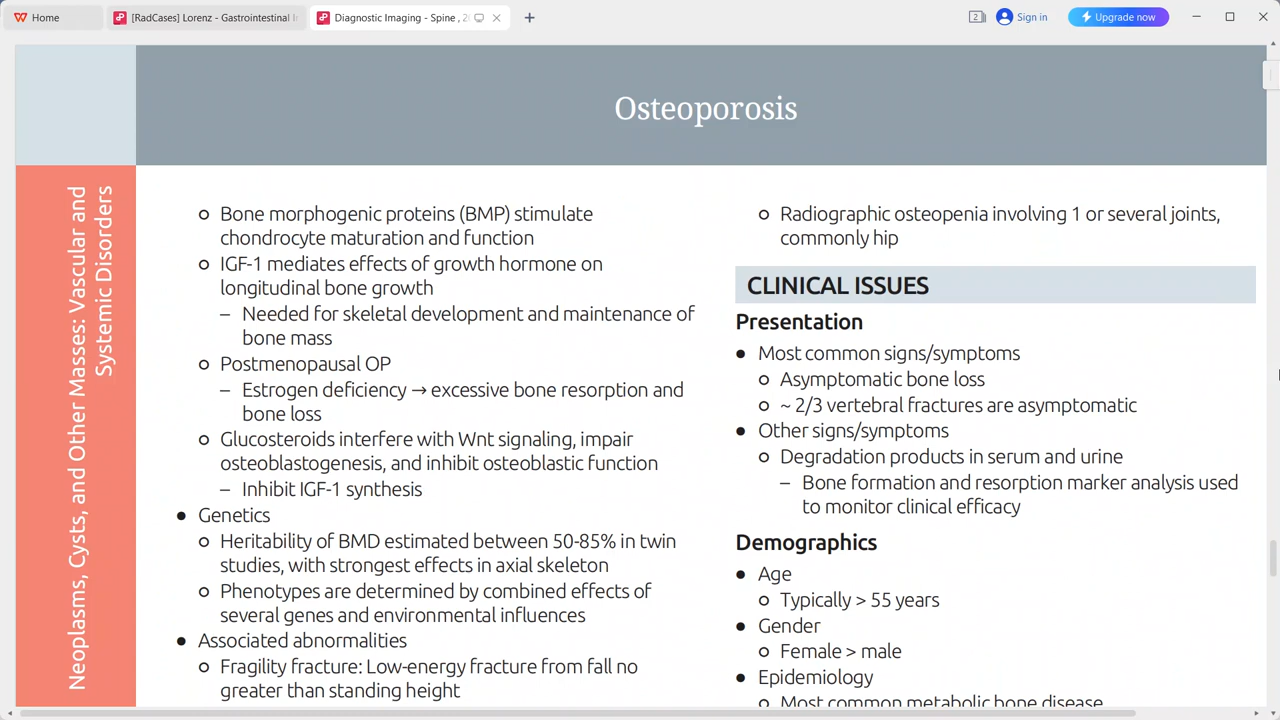 Home
[RadCases] Lorenz - Gastrointestinal I
Diagnostic Imaging - Spine , 2
2
Sign in
Upgrade now
Osteoporosis
Neoplasms, Cysts, and Other Masses: Vascular and
Systemic Disorders
○ Bone morphogenic proteins (BMP) stimulate
chondrocyte maturation and function
○ IGF-1 mediates effects of growth hormone on
longitudinal bone growth
– Needed for skeletal development and maintenance of
bone mass
○ Postmenopausal OP
– Estrogen deficiency → excessive bone resorption and
bone loss
○ Glucosteroids interfere with Wnt signaling, impair
osteoblastogenesis, and inhibit osteoblastic function
– Inhibit IGF-1 synthesis
● Genetics
○ Heritability of BMD estimated between 50-85% in twin
studies, with strongest effects in axial skeleton
○ Phenotypes are determined by combined effects of
several genes and environmental influences
● Associated abnormalities
○ Fragility fracture: Low-energy fracture from fall no
greater than standing height
○ Radiographic osteopenia involving 1 or several joints,
commonly hip
CLINICAL ISSUES
Presentation
● Most common signs/symptoms
○ Asymptomatic bone loss
○ ~ 2/3 vertebral fractures are asymptomatic
● Other signs/symptoms
○ Degradation products in serum and urine
– Bone formation and resorption marker analysis used
to monitor clinical efficacy
Demographics
● Age
○ Typically > 55 years
● Gender
○ Female > male
● Epidemiology
○ Most common metabolic bone disease